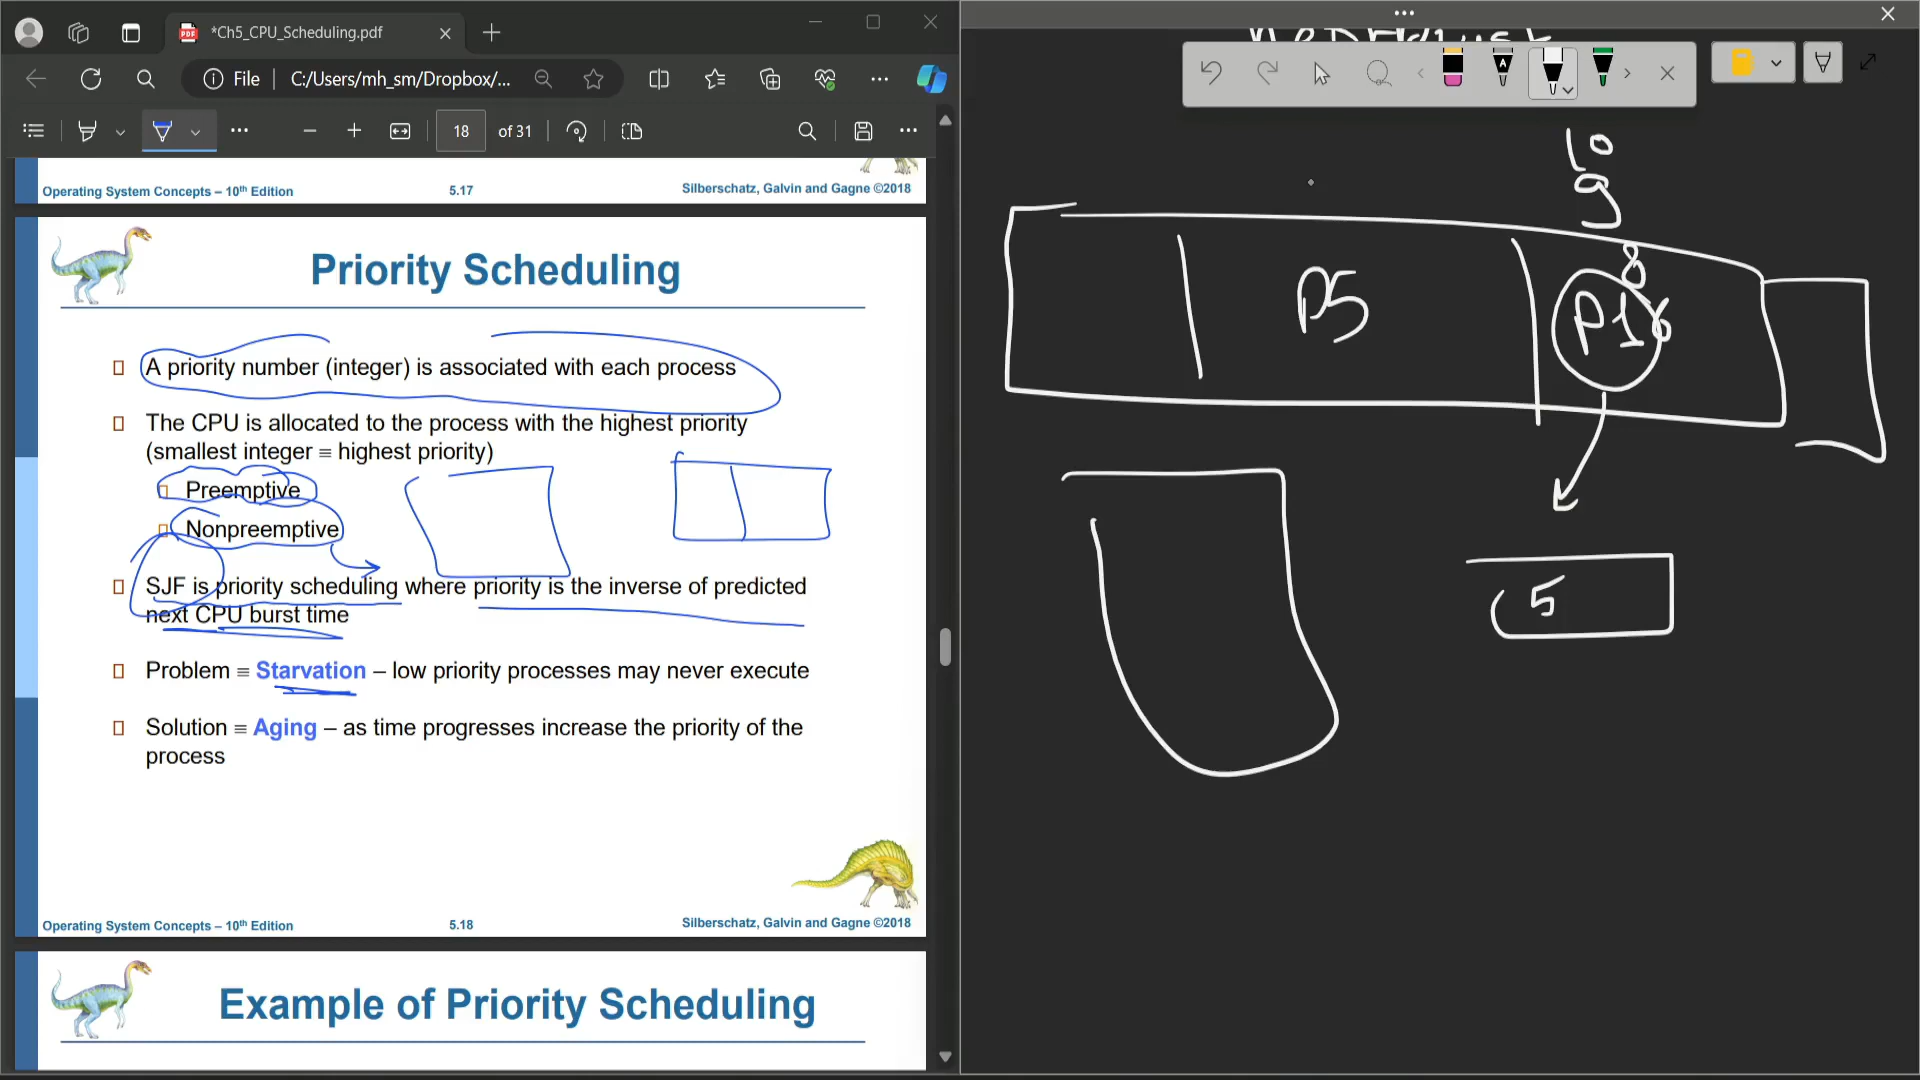 *Ch5_CPU_Scheduling.pdf
File
C:/Users/mh_sm/Dropbox/...
18 of 31
Operating System Concepts – 10th Edition
5.17
Silberschatz, Galvin and Gagne ©2018
Priority Scheduling
A priority number (integer) is associated with each process
The CPU is allocated to the process with the highest priority
(smallest integer ≡ highest priority)
Preemptive
Nonpreemptive
SJF is priority scheduling where priority is the inverse of predicted
next CPU burst time
Problem ≡ Starvation – low priority processes may never execute
Solution ≡ Aging – as time progresses increase the priority of the
process
Operating System Concepts – 10th Edition
5.18
Silberschatz, Galvin and Gagne ©2018
Example of Priority Scheduling
10
9
8
P5
P1
6
5